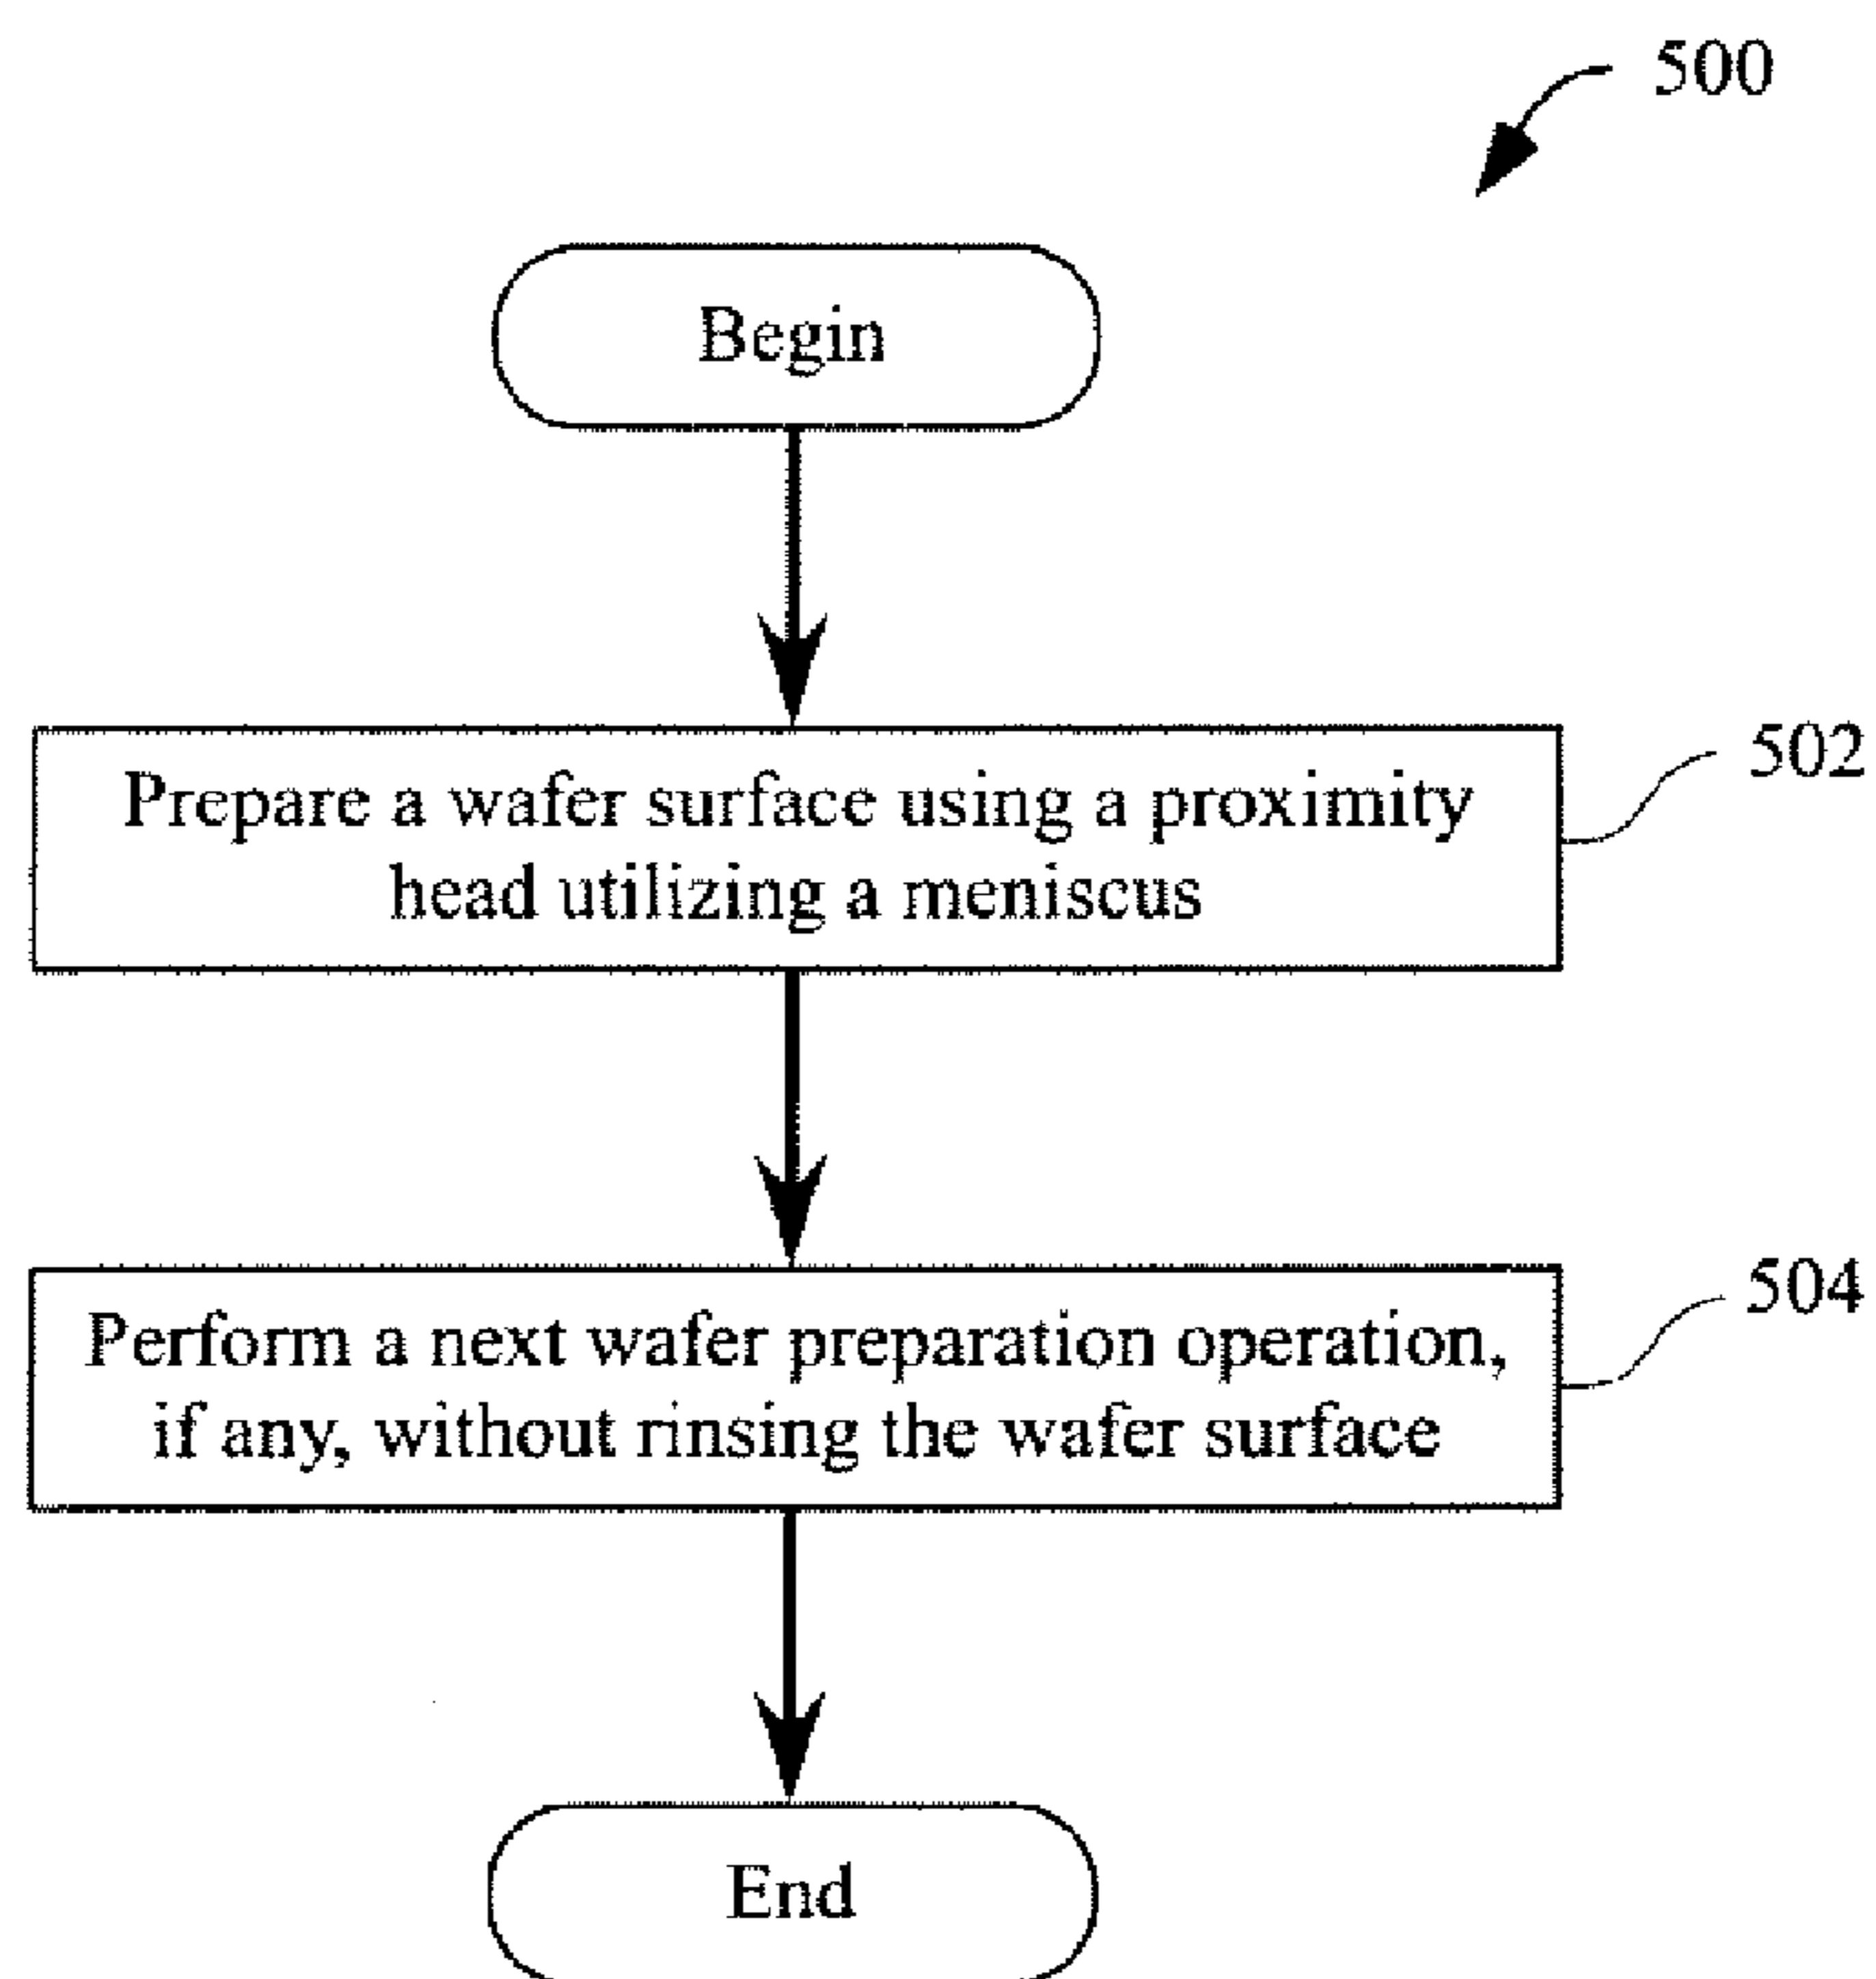 500
Begin
Prepare a wafer surface using a proximity
head utilizing a meniscus
502
Perform a next wafer preparation operation,
if any, without rinsing the wafer surface
504
End